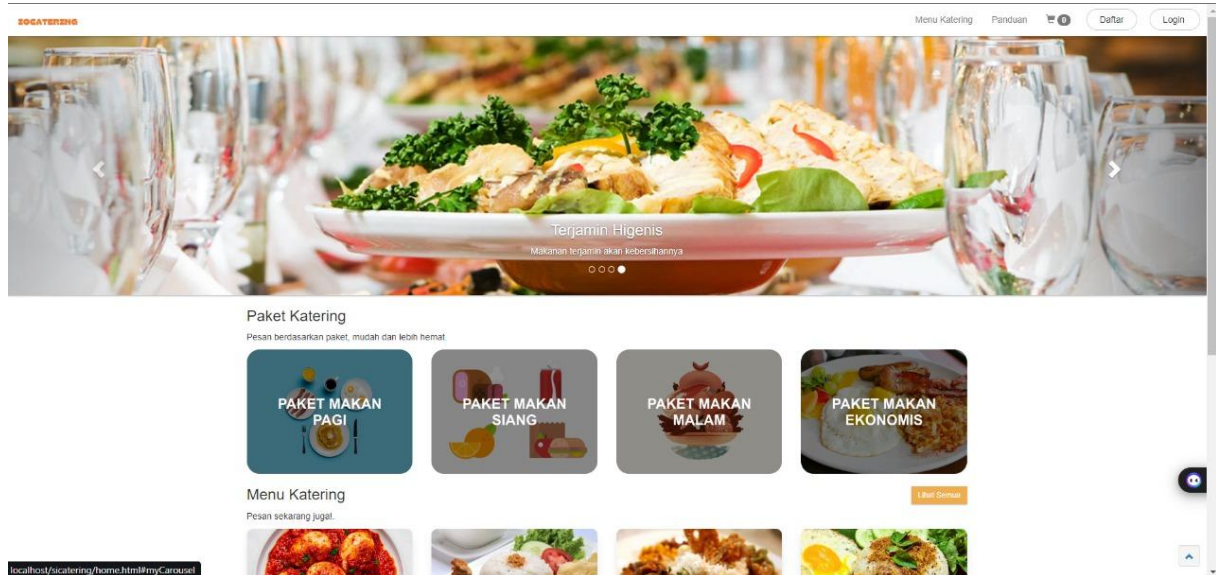 SOCATERING
Menu Katering Panduan 0 Daftar Login
Terjamin Higenis
Makanan terjamin akan kebersihannya
Paket Katering
Pesan berdasarkan paket, mudah dan lebih hemat
PAKET MAKAN
PAGI
PAKET MAKAN
SIANG
PAKET MAKAN
MALAM
PAKET MAKAN
EKONOMIS
Menu Katering
Lihat Semua
Pesan sekarang juga!.
localhost/sicatering/home.html#myCarousel